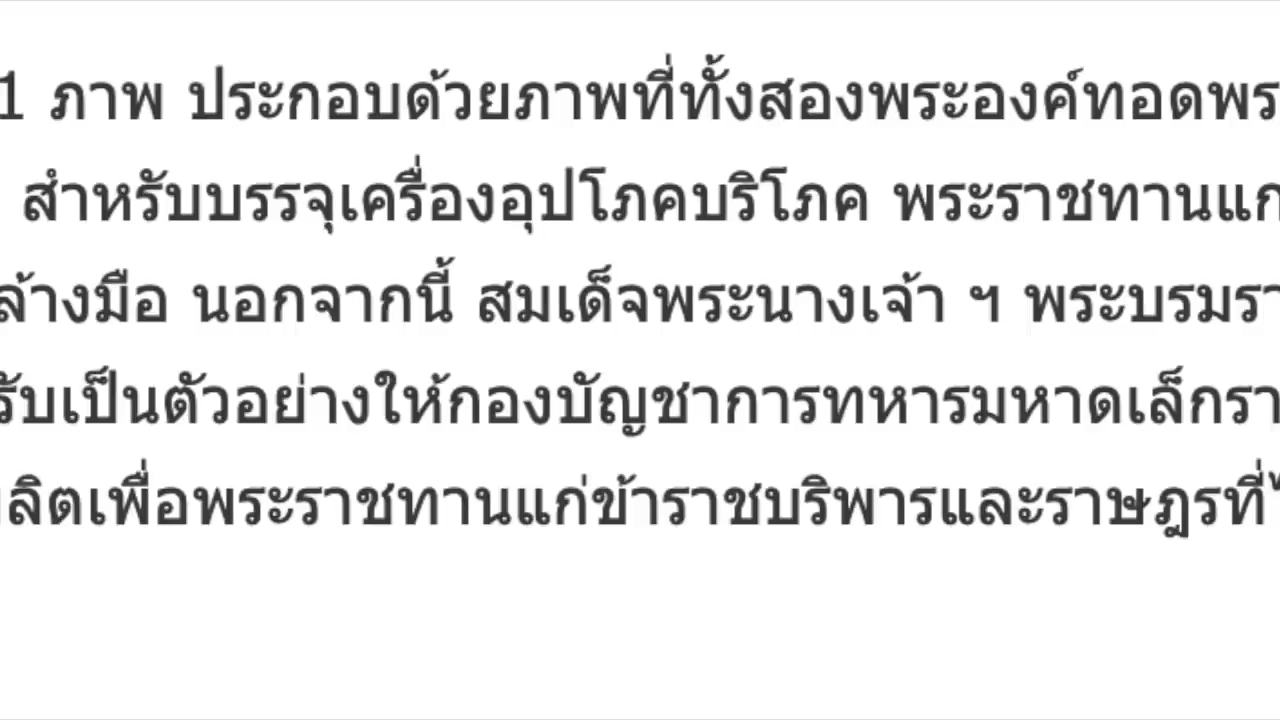 1 ภาพ ประกอบด้วยภาพที่ทั้งสองพระองค์ทอดพร
สำหรับบรรจุเครื่องอุปโภคบริโภค พระราชทานแก
ล้างมือ นอกจากนี้ สมเด็จพระนางเจ้า ฯ พระบรมรา
รับเป็นตัวอย่างให้กองบัญชาการทหารมหาดเล็กรา
ลิตเพื่อพระราชทานแก่ข้าราชบริพารและราษฎรที่